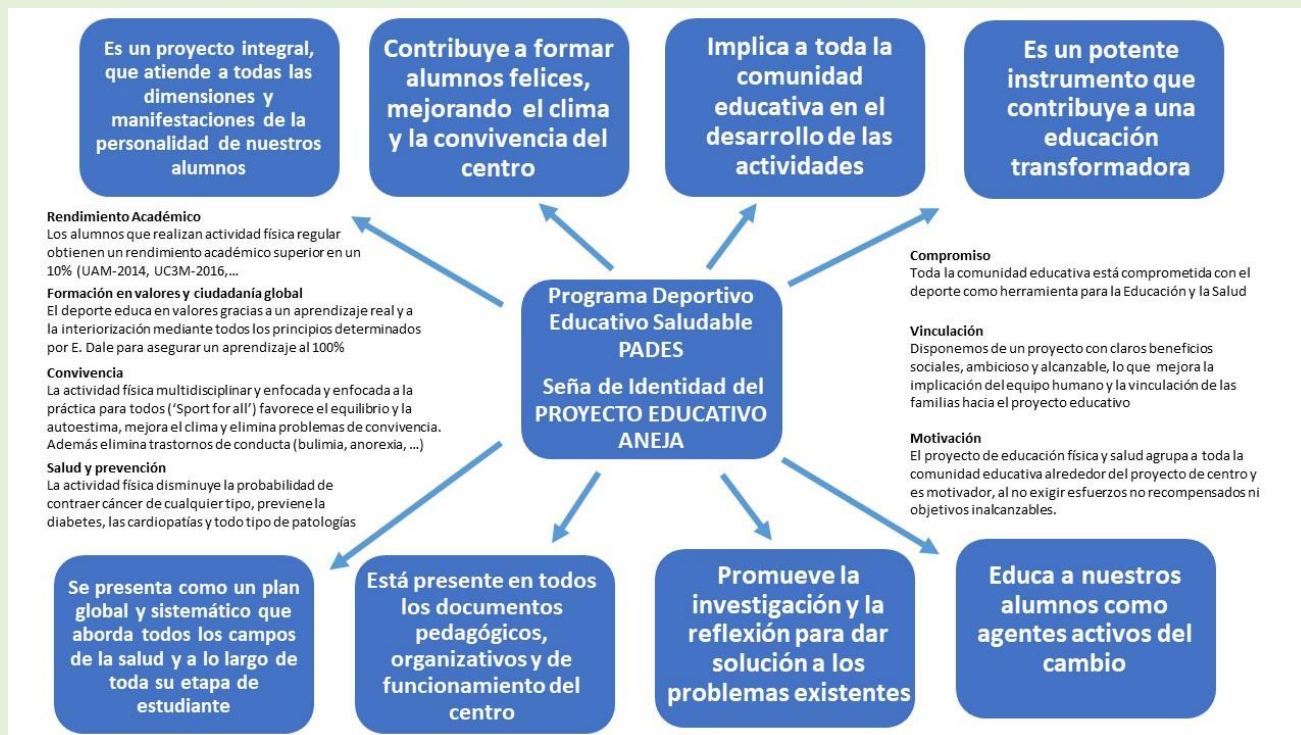 Es un proyecto integral,
que atiende a todas las
dimensiones y
manifestaciones de la
personalidad de nuestros
alumnos
Contribuye a formar
alumnos felices,
mejorando el clima
y la convivencia del
centro
Implica a toda la
comunidad
educativa en el
desarrollo de las
actividades
Es un potente
instrumento que
contribuye a una
educación
transformadora
Rendimiento Académico
Los alumnos que realizan actividad física regular
obtienen un rendimiento académico superior en un
10% (UAM-2014, UC3M-2016,...
Formación en valores y ciudadanía global
El deporte educa en valores gracias a un aprendizaje real y a
la interiorización mediante todos los principios determinados
por E. Dale para asegurar un aprendizaje al 100%
Convivencia
La actividad física multidisciplinar y enfocada y enfocada a la
práctica para todos (‘Sport for all’) favorece el equilibrio y la
autoestima, mejora el clima y elimina problemas de convivencia.
Además elimina trastornos de conducta (bulimia, anorexia, ...)
Salud y prevención
La actividad física disminuye la probabilidad de
contraer cáncer de cualquier tipo, previene la
diabetes, las cardiopatías y todo tipo de patologías
Programa Deportivo
Educativo Saludable
PADES
Seña de Identidad del
PROYECTO EDUCATIVO
ANEJA
Compromiso
Toda la comunidad educativa está comprometida con el
deporte como herramienta para la Educación y la Salud
Vinculación
Disponemos de un proyecto con claros beneficios
sociales, ambicioso y alcanzable, lo que mejora la
implicación del equipo humano y la vinculación de las
familias hacia el proyecto educativo
Motivación
El proyecto de educación física y salud agrupa a toda la
comunidad educativa alrededor del proyecto de centro y
es motivador, al no exigir esfuerzos no recompensados ni
objetivos inalcanzables.
Se presenta como un plan
global y sistemático que
aborda todos los campos
de la salud y a lo largo de
toda su etapa de
estudiante
Está presente en todos
los documentos
pedagógicos,
organizativos y de
funcionamiento del
centro
Promueve la
investigación y la
reflexión para dar
solución a los
problemas existentes
Educa a nuestros
alumnos como
agentes activos del
cambio